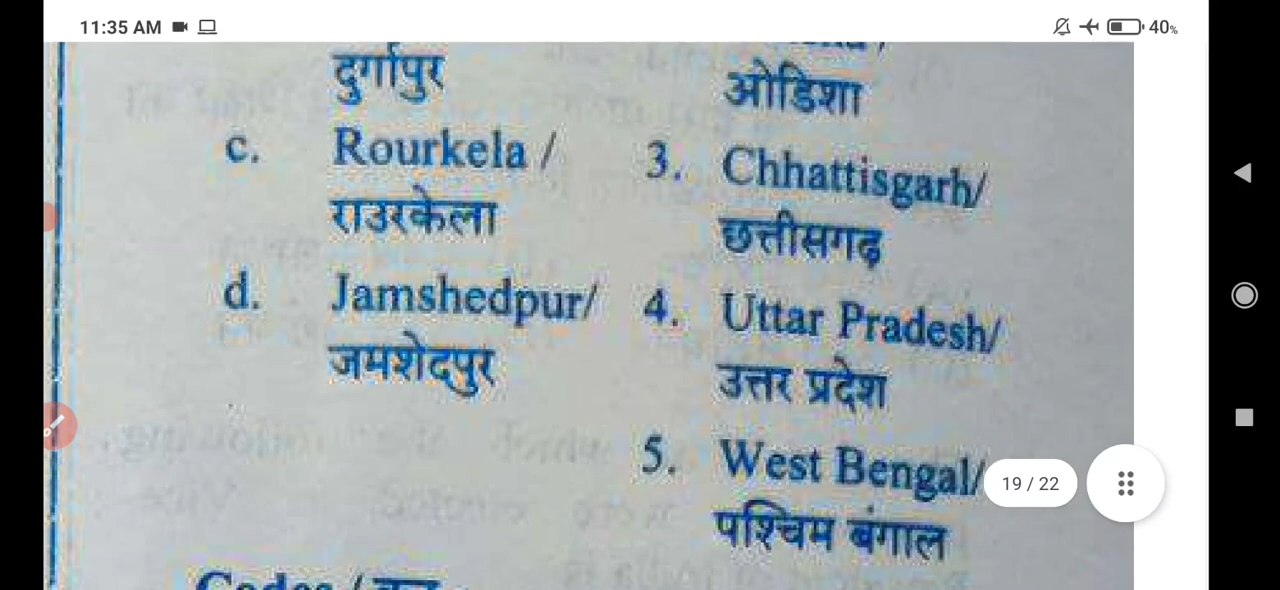 11:35 AM
40%
दुर्गापुर
ओडिशा
c. Rourkela / 3. Chhattisgarh/
राउरकेला
छत्तीसगढ़
d. Jamshedpur/ 4. Uttar Pradesh/
जमशेदपुर
उत्तर प्रदेश
5. West Bengal/
19 / 22
पश्चिम बंगाल
Codes /